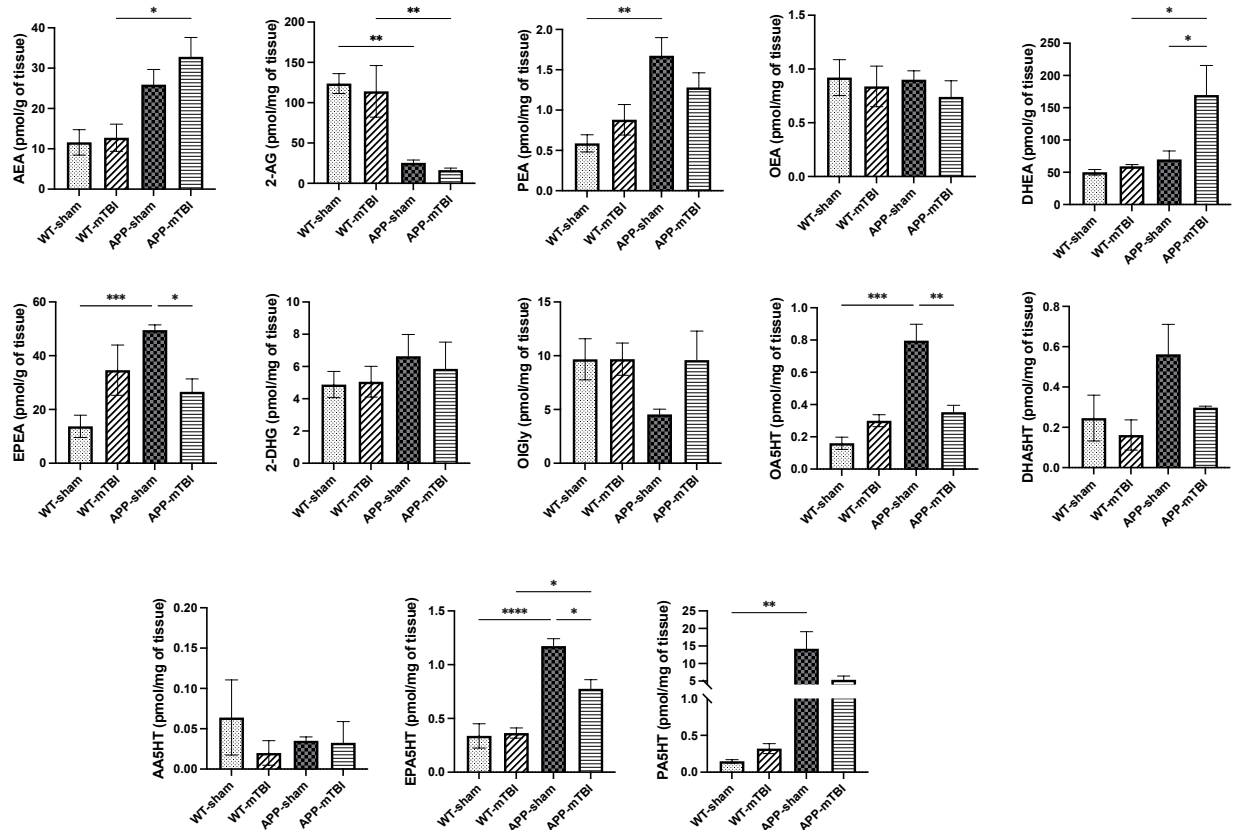 *
AEA (pmol/g of tissue)
40
30
20
10
0
WT-sham
WT-mTBI
APP-sham
APP-mTBI
**
**
2-AG (pmol/mg of tissue)
200
150
100
50
0
WT-sham
WT-mTBI
APP-sham
APP-mTBI
**
PEA (pmol/mg of tissue)
2.0
1.5
1.0
0.5
0.0
WT-sham
WT-mTBI
APP-sham
APP-mTBI
OEA (pmol/mg of tissue)
1.5
1.0
0.5
0.0
WT-sham
WT-mTBI
APP-sham
APP-mTBI
*
*
DHEA (pmol/g of tissue)
250
200
150
100
50
0
WT-sham
WT-mTBI
APP-sham
APP-mTBI
***
*
EPEA (pmol/g of tissue)
60
40
20
0
WT-sham
WT-mTBI
APP-sham
APP-mTBI
2-DHG (pmol/mg of tissue)
10
8
6
4
2
0
WT-sham
WT-mTBI
APP-sham
APP-mTBI
OlGly (pmol/mg of tissue)
15
10
5
0
WT-sham
WT-mTBI
APP-sham
APP-mTBI
***
**
OA5HT (pmol/mg of tissue)
1.0
0.8
0.6
0.4
0.2
0.0
WT-sham
WT-mTBI
APP-sham
APP-mTBI
DHA5HT (pmol/mg of tissue)
0.8
0.6
0.4
0.2
0.0
WT-sham
WT-mTBI
APP-sham
APP-mTBI
AA5HT (pmol/mg of tissue)
0.20
0.15
0.10
0.05
0.00
WT-sham
WT-mTBI
APP-sham
APP-mTBI
*
****
*
EPA5HT (pmol/mg of tissue)
1.5
1.0
0.5
0.0
WT-sham
WT-mTBI
APP-sham
APP-mTBI
**
PA5HT (pmol/mg of tissue)
25
20
15
10
5
1.0
0.5
0.0
WT-sham
WT-mTBI
APP-sham
APP-mTBI